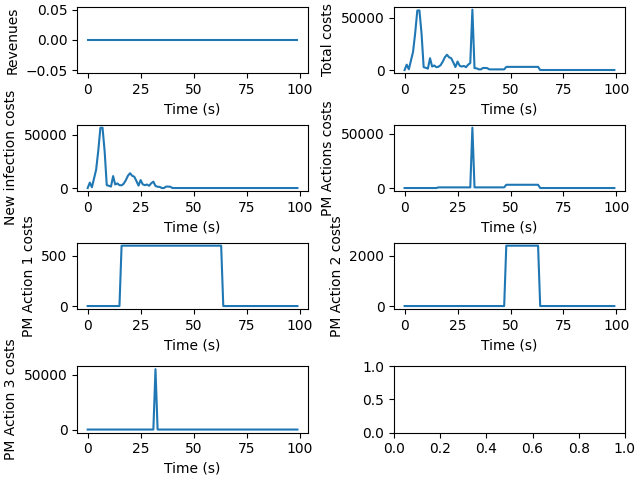 Revenues
0.05
0.00
−0.05
0 25 50 75 100
Time (s)
Total costs
50000
0
0 25 50 75 100
Time (s)
New infection costs
50000
0
0 25 50 75 100
Time (s)
PM Actions costs
50000
0
0 25 50 75 100
Time (s)
PM Action 1 costs
500
0
0 25 50 75 100
Time (s)
PM Action 2 costs
2000
0
0 25 50 75 100
Time (s)
PM Action 3 costs
50000
0
0 25 50 75 100
Time (s)
1.0
0.5
0.0
0.0 0.2 0.4 0.6 0.8 1.0